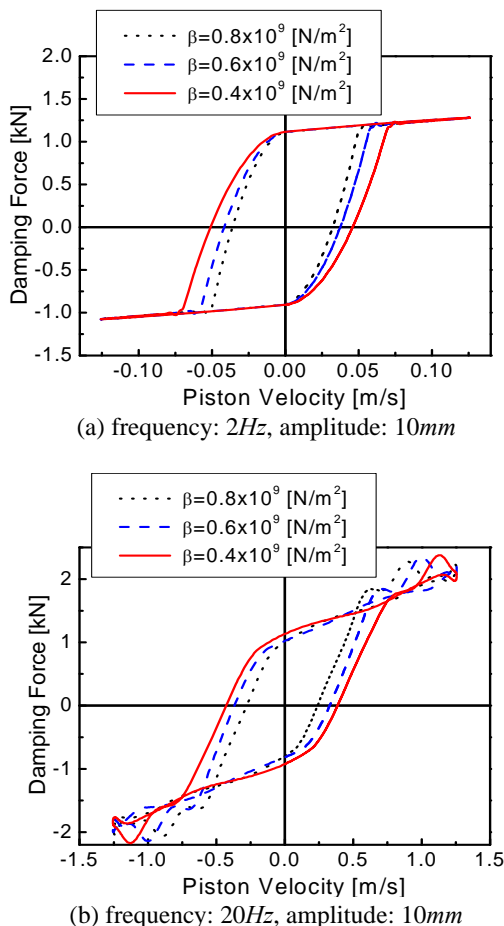 β=0.8x10⁹ [N/m²]
β=0.6x10⁹ [N/m²]
β=0.4x10⁹ [N/m²]
2.0
1.5
1.0
0.5
0.0
-0.5
-1.0
-1.5
Damping Force [kN]
-0.10 -0.05 0.00 0.05 0.10
Piston Velocity [m/s]
(a) frequency: 2Hz, amplitude: 10mm
β=0.8x10⁹ [N/m²]
β=0.6x10⁹ [N/m²]
β=0.4x10⁹ [N/m²]
2
1
0
-1
-2
Damping Force [kN]
-1.5 -1.0 -0.5 0.0 0.5 1.0 1.5
Piston Velocity [m/s]
(b) frequency: 20Hz, amplitude: 10mm